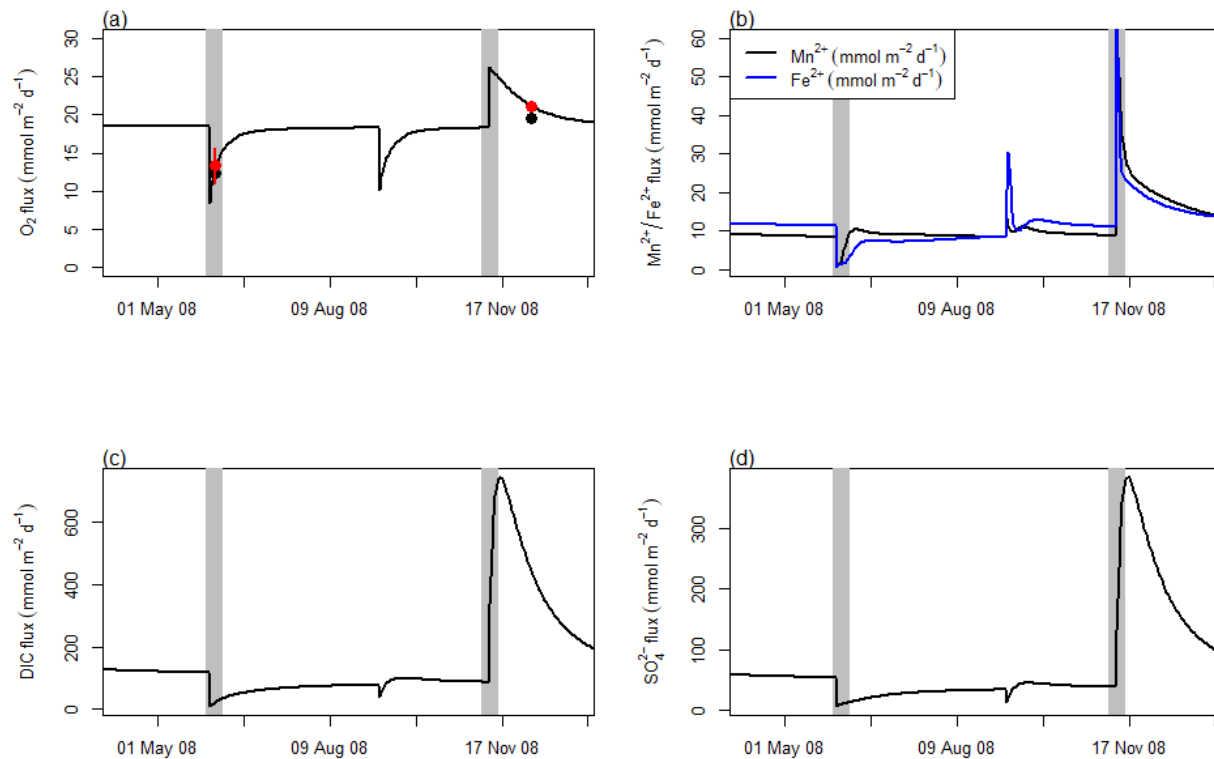 (a)
O₂ flux (mmol m⁻² d⁻¹)
30
25
20
15
10
5
0
01 May 08
09 Aug 08
17 Nov 08
(b)
Mn²⁺/Fe²⁺ flux (mmol m⁻² d⁻¹)
60
50
40
30
20
10
0
Mn²⁺ (mmol m⁻² d⁻¹)
Fe²⁺ (mmol m⁻² d⁻¹)
01 May 08
09 Aug 08
17 Nov 08
(c)
DIC flux (mmol m⁻² d⁻¹)
600
400
200
0
01 May 08
09 Aug 08
17 Nov 08
(d)
SO₄²⁻ flux (mmol m⁻² d⁻¹)
300
200
100
0
01 May 08
09 Aug 08
17 Nov 08